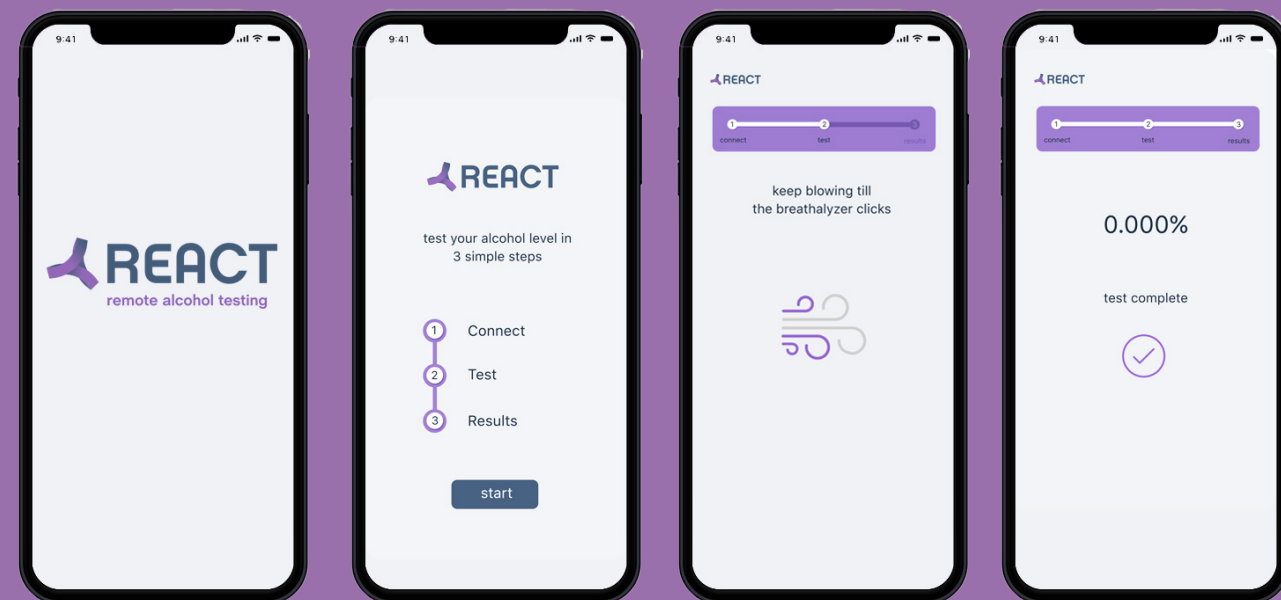 9:41
REACT
remote alcohol testing
9:41
REACT
test your alcohol level in
3 simple steps
1 Connect
2 Test
3 Results
start
9:41
REACT
1 2 3
connect test results
keep blowing till
the breathalyzer clicks
9:41
REACT
1 2 3
connect test results
0.000%
test complete